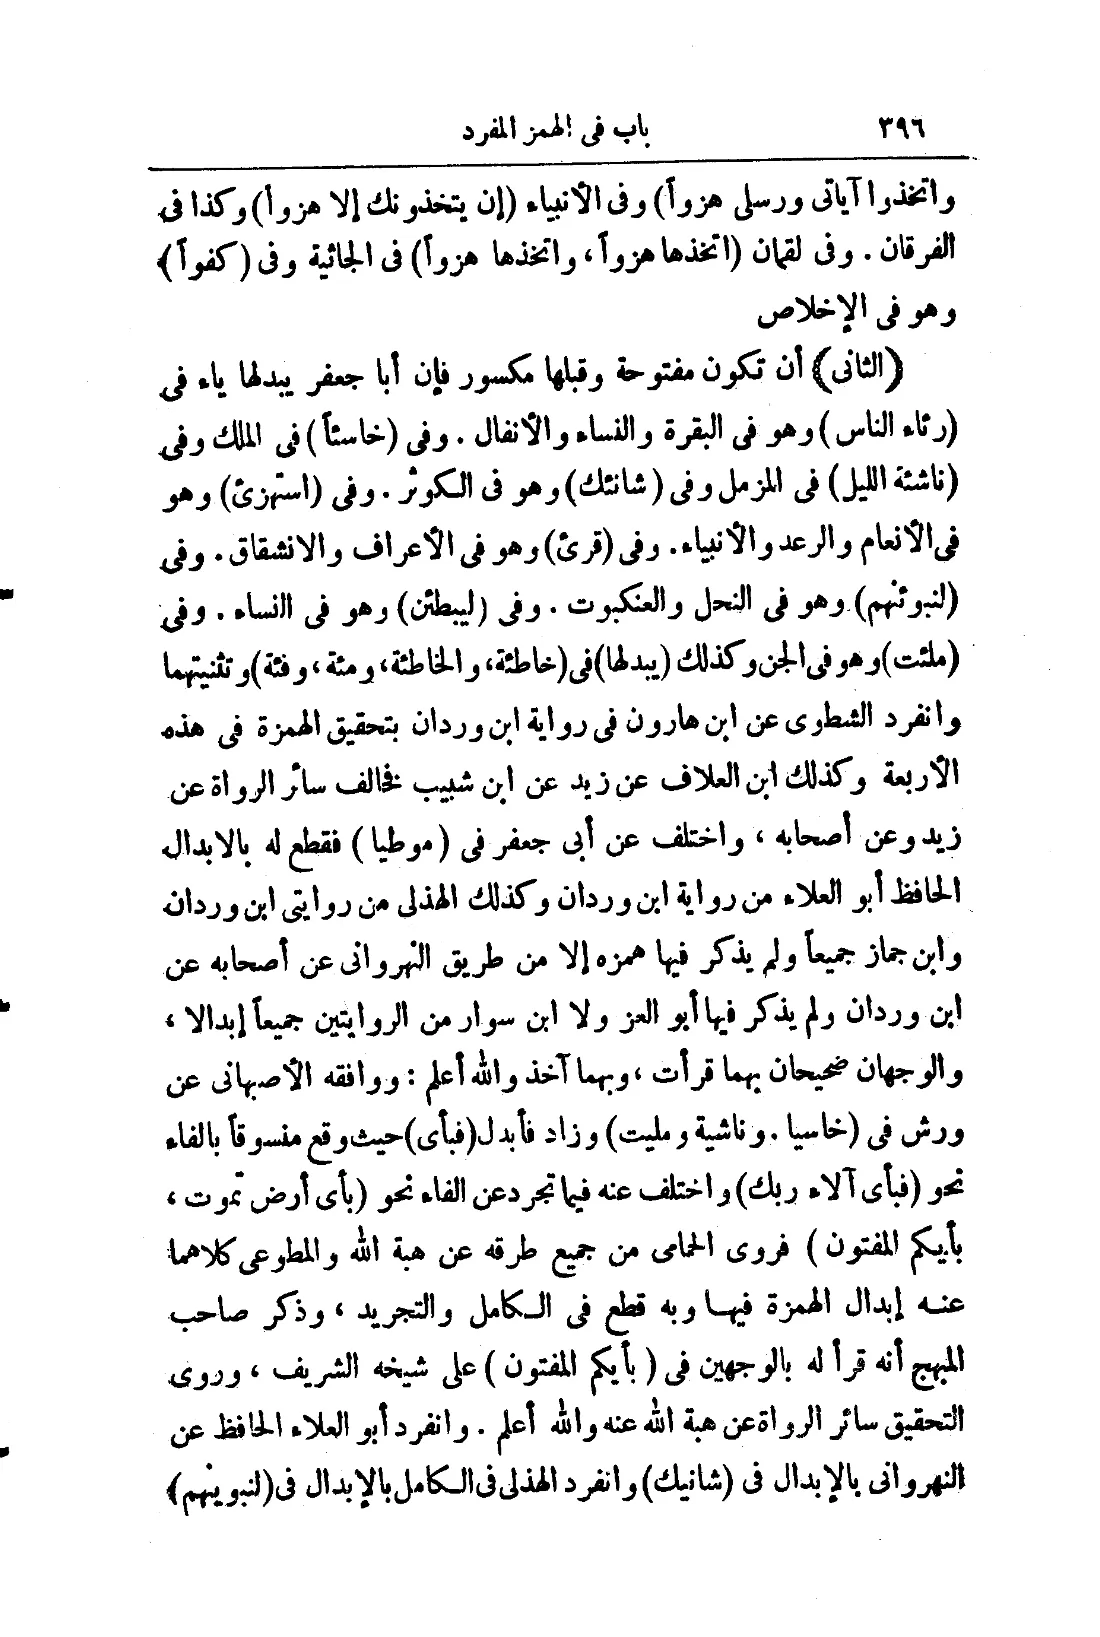 ٣٩٦ باب فى الهمز المفرد
واتخذوا آياتى ورسلى هزواً) وفى الأنبياء (إن يتخذونك إلا هزواً) وكذا فى
الفرقان . وفى لقمان (اتخذها هزواً ، واتخذها هزواً) فى الجاثية وفى (كفواً)
وهو فى الإخلاص
(الثانى) أن تكون مفتوحة وقبلها مكسور فإن أبا جعفر يبدلها ياء فى
(رئاء الناس) وهو فى البقرة والنساء والأنفال . وفى (خاسئاً) فى الملك وفى
(ناشئة الليل) فى المزمل وفى (شانئك) وهو فى الكوثر . وفى (استهزئ) وهو
فى الأنعام والرعد والأنبياء. وفى (قرئ) وهو فى الأعراف والانشقاق . وفى
(لنبوئنهم) وهو فى النحل والعنكبوت . وفى (ليبطئن) وهو فى النساء . وفى
(ملئت) وهو فى الجن وكذلك (يبدلها) فى (خاطئة، والخاطئة، ومئة ، وفئة) وتثنيتهما
وانفرد الشطوى عن ابن هارون فى رواية ابن وردان بتحقيق الهمزة فى هذه
الأربعة وكذلك ابن العلاف عن زيد عن ابن شبيب فخالف سائر الرواة عن
زيد وعن أصحابه ، واختلف عن أبى جعفر فى (موطيا) فقطع له بالابدال
الحافظ أبو العلاء من رواية ابن وردان وكذلك الهذلى من روايتى ابن وردان
وابن جماز جميعاً ولم يذكر فيها همزه إلا من طريق النهروانى عن أصحابه عن
ابن وردان ولم يذكر فيها أبو العز ولا ابن سوار من الروايتين جميعاً إبدالا ،
والوجهان صحيحان بهما قرأت ، وبهما آخذ والله أعلم : ووافقه الأصبهانى عن
ورش فى (خاسيا . وناشية ومليت) وزاد فأبدل (فبأى) حيث وقع منسوقاً بالفاء
نحو (فبأى آلاء ربك) واختلف عنه فيما تجرد عن الفاء نحو (بأى أرض تموت ،
بأيكم المفتون ) فروى الحمامى من جميع طرقه عن هبة الله والمطوعى كلاهما
عنه إبدال الهمزة فيها وبه قطع فى الكامل والتجريد ، وذكر صاحب
المبهج أنه قرأ له بالوجهين فى ( بأيكم المفتون ) على شيخه الشريف ، وروى
التحقيق سائر الرواة عن هبة الله عنه والله أعلم . وانفرد أبو العلاء الحافظ عن
النهروانى بالإبدال فى (شانيك) وانفرد الهذلى فى الكامل بالإبدال فى (لنبوينهم)